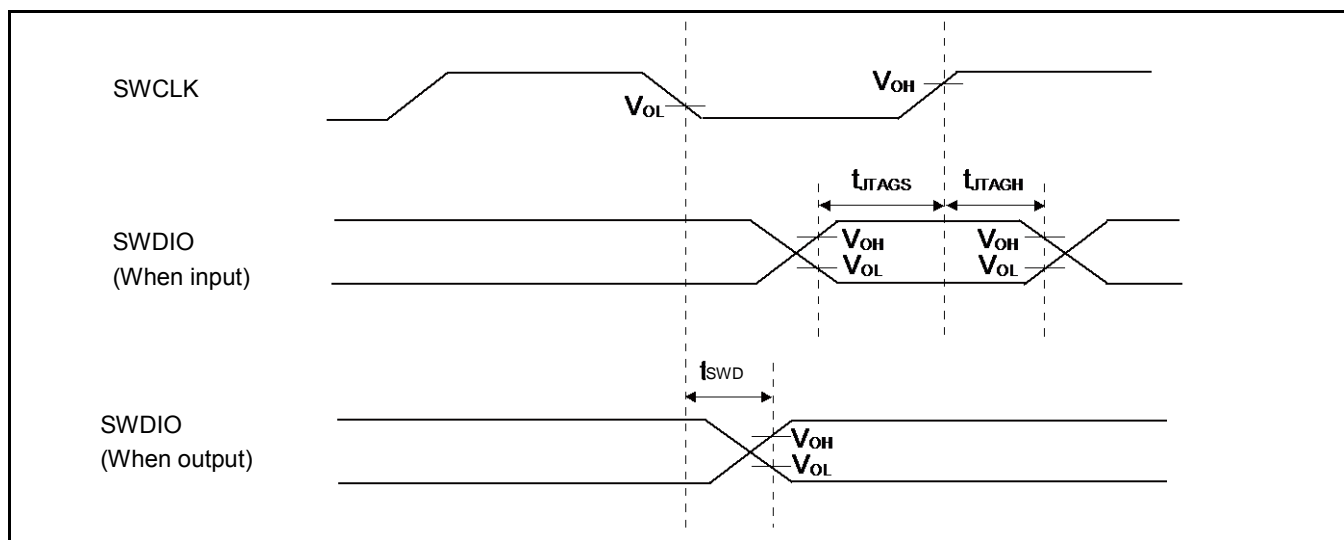 SWCLK
VOL
VOH
tJTAGS
tJTAGH
SWDIO
(When input)
VOH
VOL
VOH
VOL
tSWD
SWDIO
(When output)
VOH
VOL